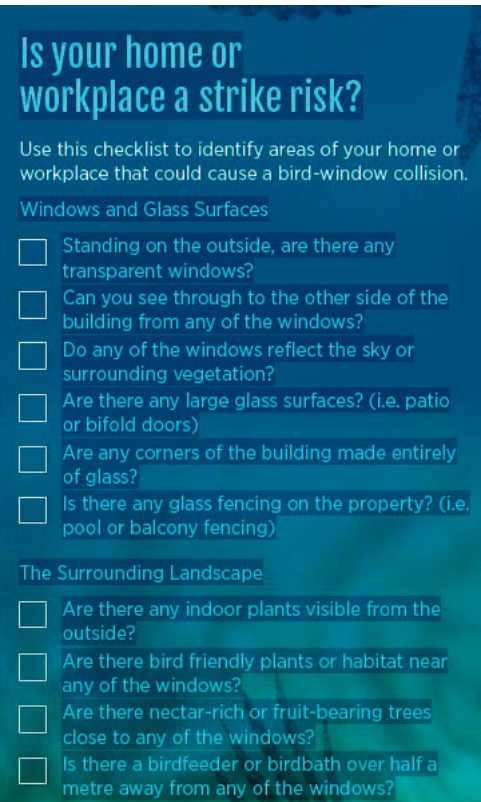 Is your home or
workplace a strike risk?
Use this checklist to identify areas of your home or
workplace that could cause a bird-window collision.
Windows and Glass Surfaces
Standing on the outside, are there any
transparent windows?
Can you see through to the other side of the
building from any of the windows?
Do any of the windows reflect the sky or
surrounding vegetation?
Are there any large glass surfaces? (i.e. patio
or bifold doors)
Are any corners of the building made entirely
of glass?
Is there any glass fencing on the property? (i.e.
pool or balcony fencing)
The Surrounding Landscape
Are there any indoor plants visible from the
outside?
Are there bird friendly plants or habitat near
any of the windows?
Are there nectar-rich or fruit-bearing trees
close to any of the windows?
Is there a birdfeeder or birdbath over half a
metre away from any of the windows?